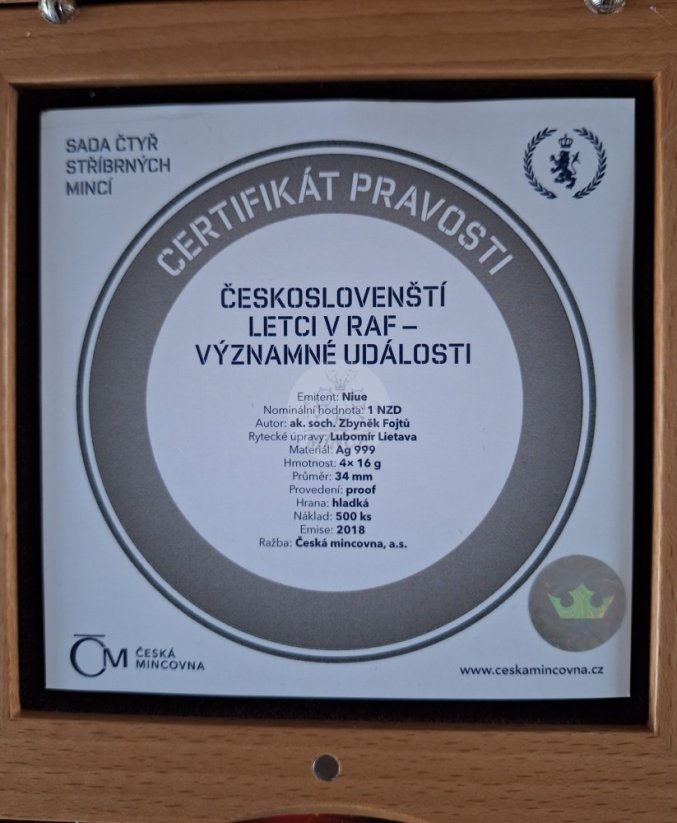 SADA ČTYŘ
STŘÍBRNÝCH
MINCÍ
CERTIFIKÁT PRAVOSTI
ČESKOSLOVENŠTÍ
LETCI V RAF –
VÝZNAMNÉ UDÁLOSTI
Emitent: Niue
Nominální hodnota: 1 NZD
Autor: ak. soch. Zbyněk Fojtů
Rytecké úpravy: Lubomír Lietava
Materiál: Ag 999
Hmotnost: 4× 16 g
Průměr: 34 mm
Provedení: proof
Hrana: hladká
Náklad: 500 ks
Emise: 2018
Ražba: Česká mincovna, a.s.
ČM ČESKÁ
MINCOVNA
www.ceskamincovna.cz